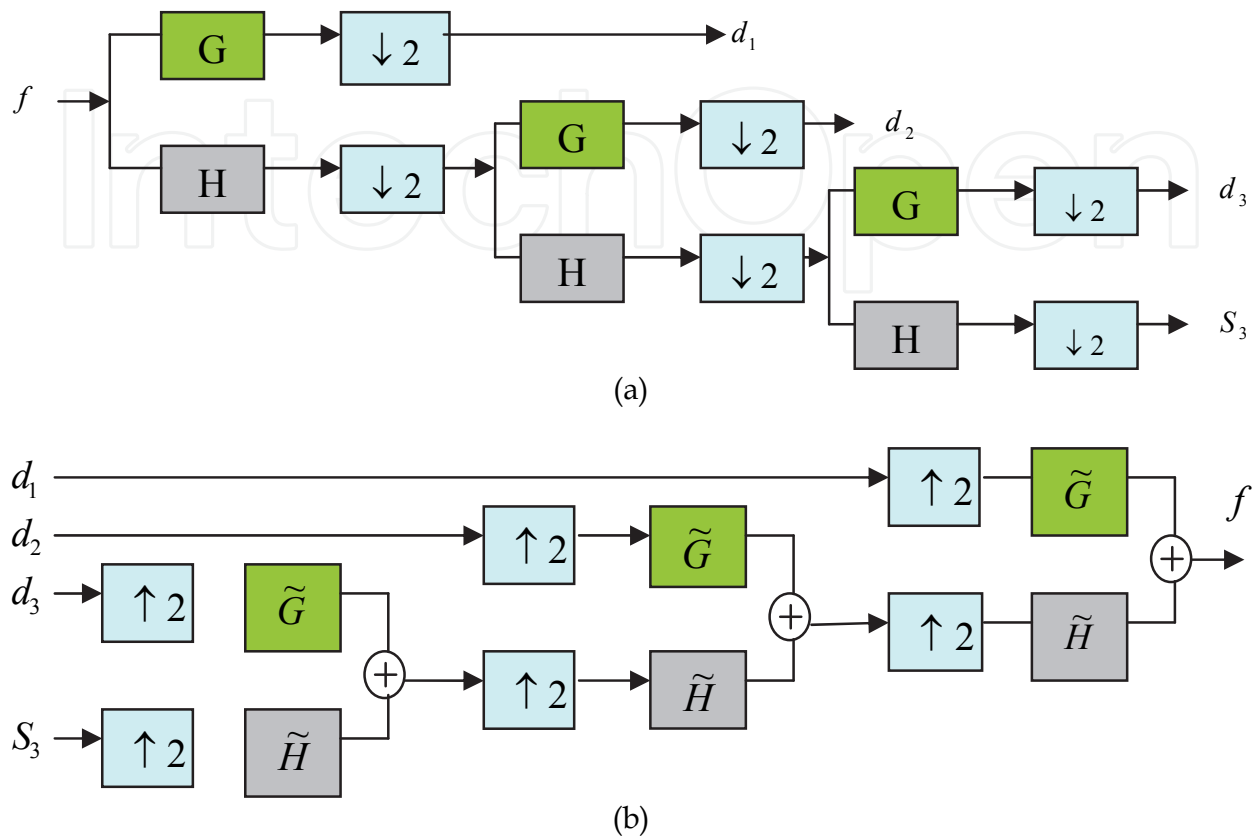 G ↓ 2 d₁
f
G ↓ 2 d₂
H ↓ 2
G ↓ 2 d₃
H ↓ 2
H ↓ 2 S₃
IntechOpen
(a)
d₁ ↑ 2 G̃
f
d₂ ↑ 2 G̃
+
d₃ ↑ 2 G̃
+
↑ 2 H̃
+
↑ 2 H̃
S₃ ↑ 2 H̃
(b)